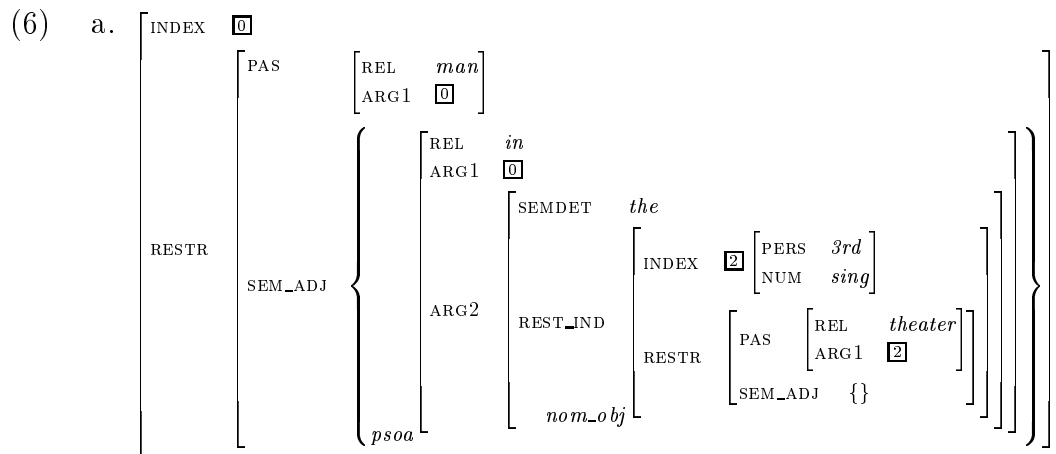 (6) a. INDEX 0
PAS REL man
ARG1 0
REL in
ARG1 0
SEMDET the
INDEX 2 PERS 3rd
NUM sing
RESTR
SEM_ADJ
ARG2
REST_IND
PAS REL theater
ARG1 2
RESTR
SEM_ADJ {}
nom_obj
psoa